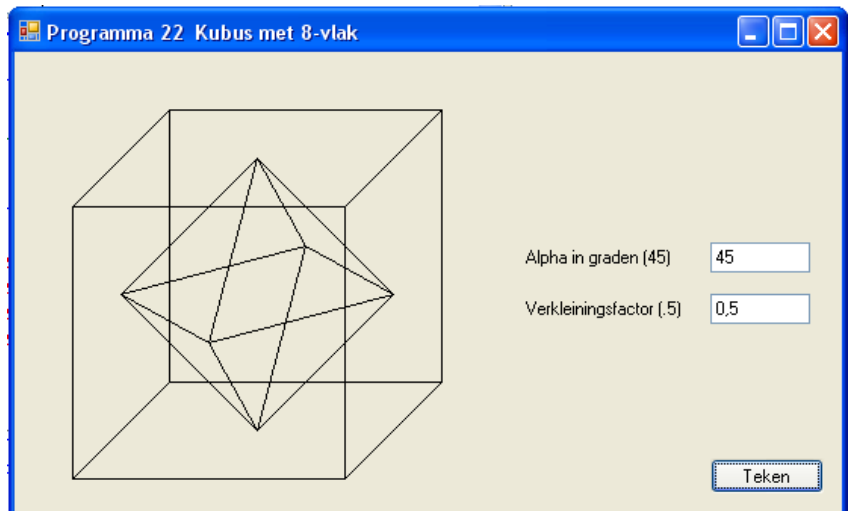 Programma 22 Kubus met 8-vlak
Alpha in graden (45) 45
Verkleiningsfactor (.5) 0,5
Teken